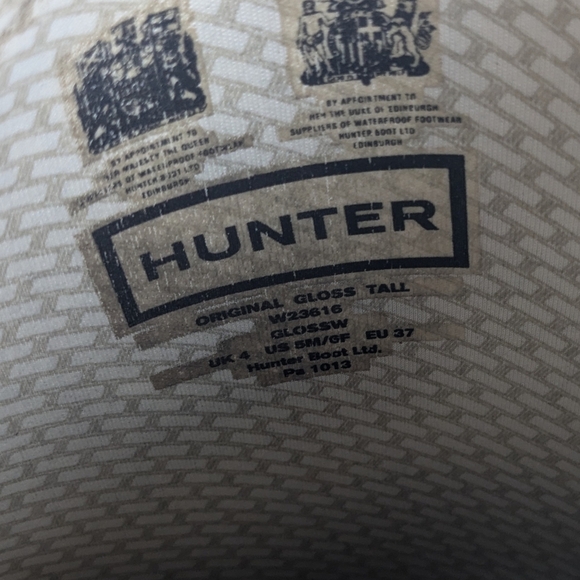 BY APPOINTMENT TO
HER MAJESTY THE QUEEN
SUPPLIERS OF WATERPROOF FOOTWEAR
HUNTER BOOT LTD
EDINBURGH
BY APPOINTMENT TO
HRH THE DUKE OF EDINBURGH
SUPPLIERS OF WATERPROOF FOOTWEAR
HUNTER BOOT LTD
EDINBURGH
HUNTER
ORIGINAL GLOSS TALL
W23616
GLOSSW
UK 4 US 5M/6F EU 37
Hunter Boot Ltd.
Ps 1013